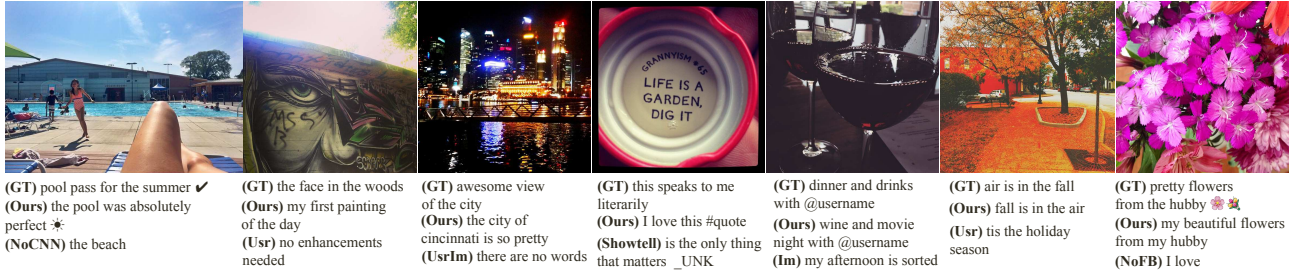 MSS
GRANNYISM #65
LIFE IS A
GARDEN,
DIG IT
(GT) pool pass for the summer ✔
(Ours) the pool was absolutely
perfect ☀
(NoCNN) the beach
(GT) the face in the woods
(Ours) my first painting
of the day
(Usr) no enhancements
needed
(GT) awesome view
of the city
(Ours) the city of
cincinnati is so pretty
(UsrIm) there are no words
(GT) this speaks to me
literarily
(Ours) I love this #quote
(Showtell) is the only thing
that matters _UNK
(GT) dinner and drinks
with @username
(Ours) wine and movie
night with @username
(Im) my afternoon is sorted
(GT) air is in the fall
(Ours) fall is in the air
(Usr) tis the holiday
season
(GT) pretty flowers
from the hubby 🌸💐
(Ours) my beautiful flowers
from my hubby
(NoFB) I love